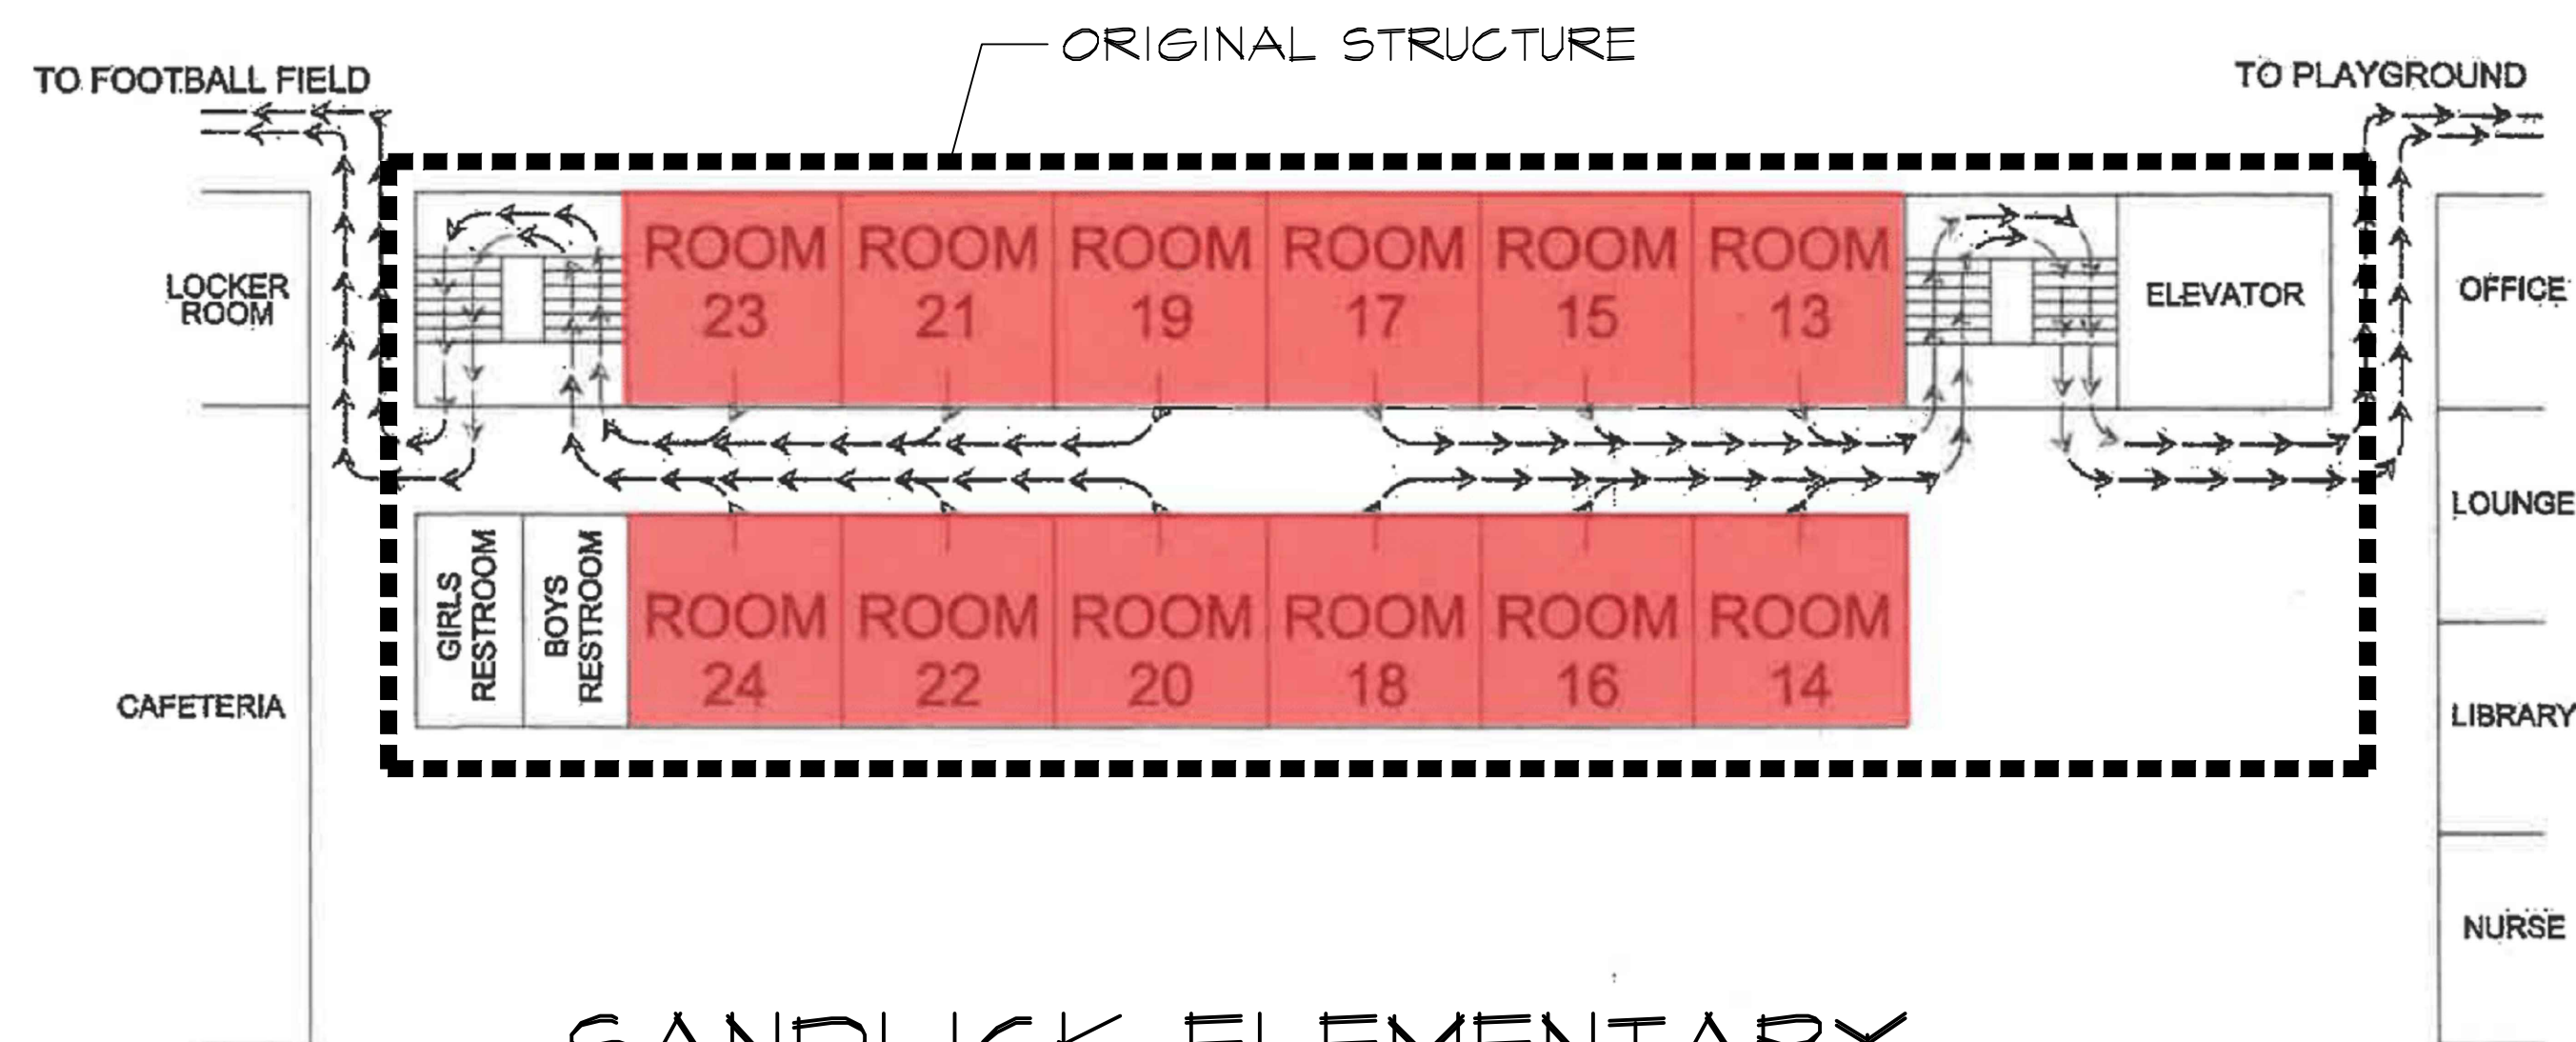 ORIGINAL STRUCTURE
TO FOOTBALL FIELD
TO PLAYGROUND
LOCKER
ROOM
ROOM
23
ROOM
21
ROOM
19
ROOM
17
ROOM
15
ROOM
13
ELEVATOR
OFFICE
LOUNGE
GIRLS
RESTROOM
BOYS
RESTROOM
ROOM
24
ROOM
22
ROOM
20
ROOM
18
ROOM
16
ROOM
14
CAFETERIA
LIBRARY
NURSE
SANDLICK ELEMENTARY